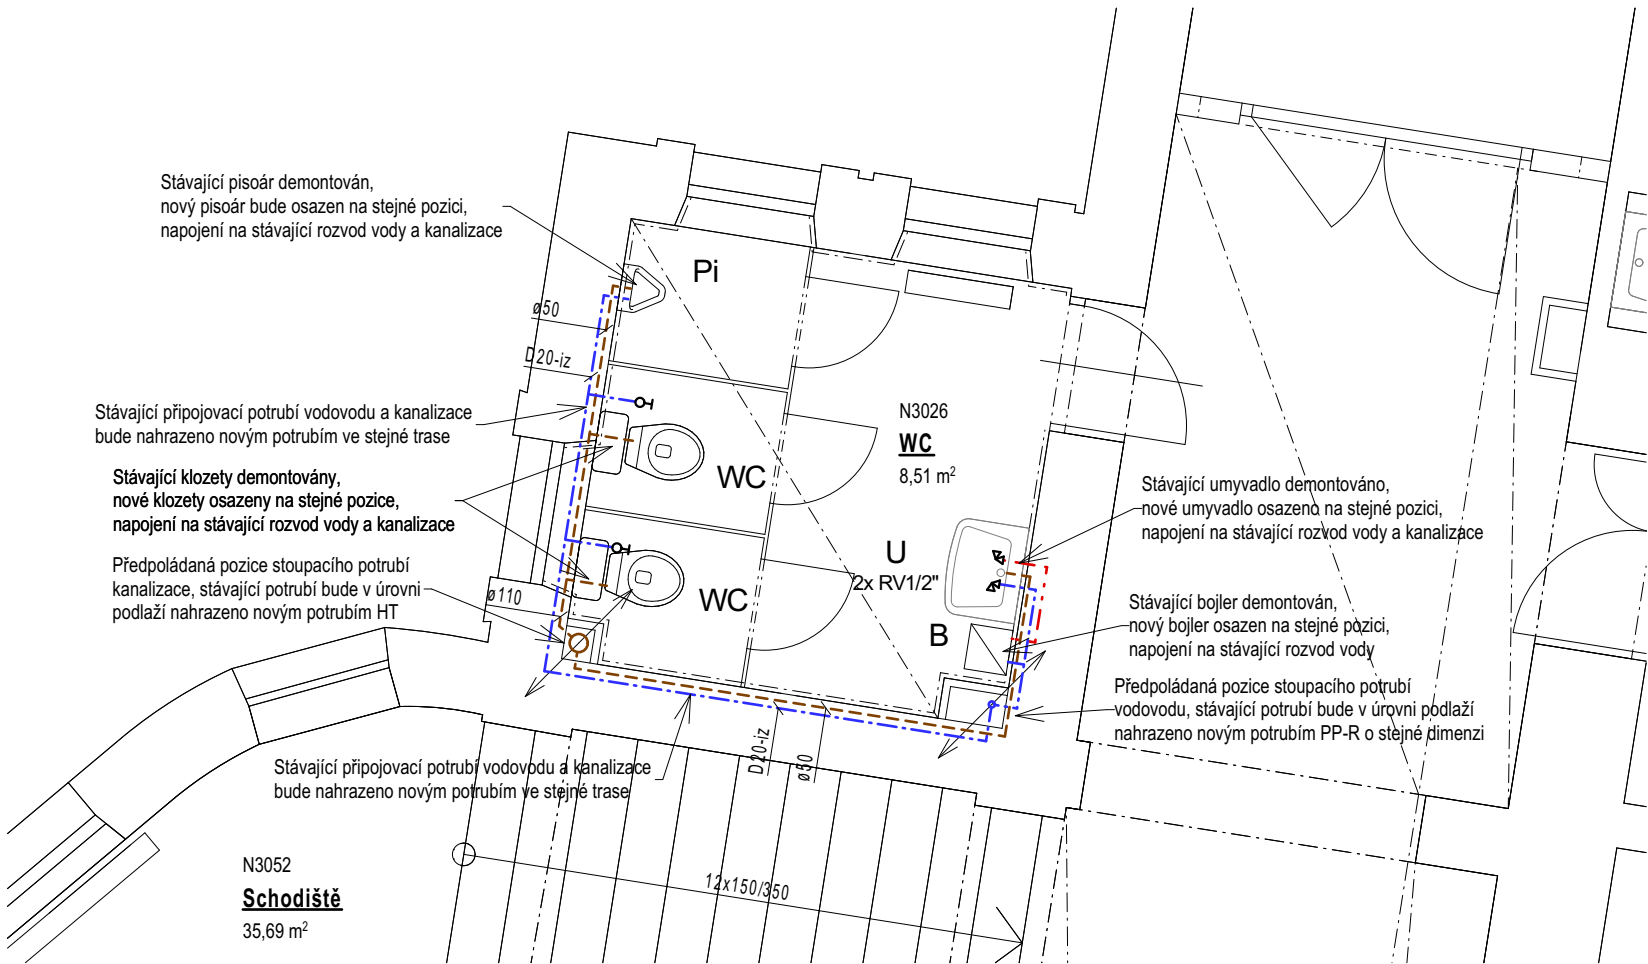 Stávající pisoár demontován,
nový pisoár bude osazen na stejné pozici,
napojení na stávající rozvod vody a kanalizace
Pi
ø50
D20-iz
Stávající připojovací potrubí vodovodu a kanalizace
bude nahrazeno novým potrubím ve stejné trase
N3026
WC
8,51 m²
Stávající klozety demontovány,
nové klozety osazeny na stejné pozice,
napojení na stávající rozvod vody a kanalizace
WC
Stávající umyvadlo demontováno,
nové umyvadlo osazeno na stejné pozici,
napojení na stávající rozvod vody a kanalizace
U
2x RV1/2"
Předpoládaná pozice stoupacího potrubí
kanalizace, stávající potrubí bude v úrovni
podlaží nahrazeno novým potrubím HT
ø110
WC
B
Stávající bojler demontován,
nový bojler osazen na stejné pozici,
napojení na stávající rozvod vody
Předpoládaná pozice stoupacího potrubí
vodovodu, stávající potrubí bude v úrovni podlaží
nahrazeno novým potrubím PP-R o stejné dimenzi
D20-iz
ø50
Stávající připojovací potrubí vodovodu a kanalizace
bude nahrazeno novým potrubím ve stejné trase
N3052
Schodiště
35,69 m²
12x150/350